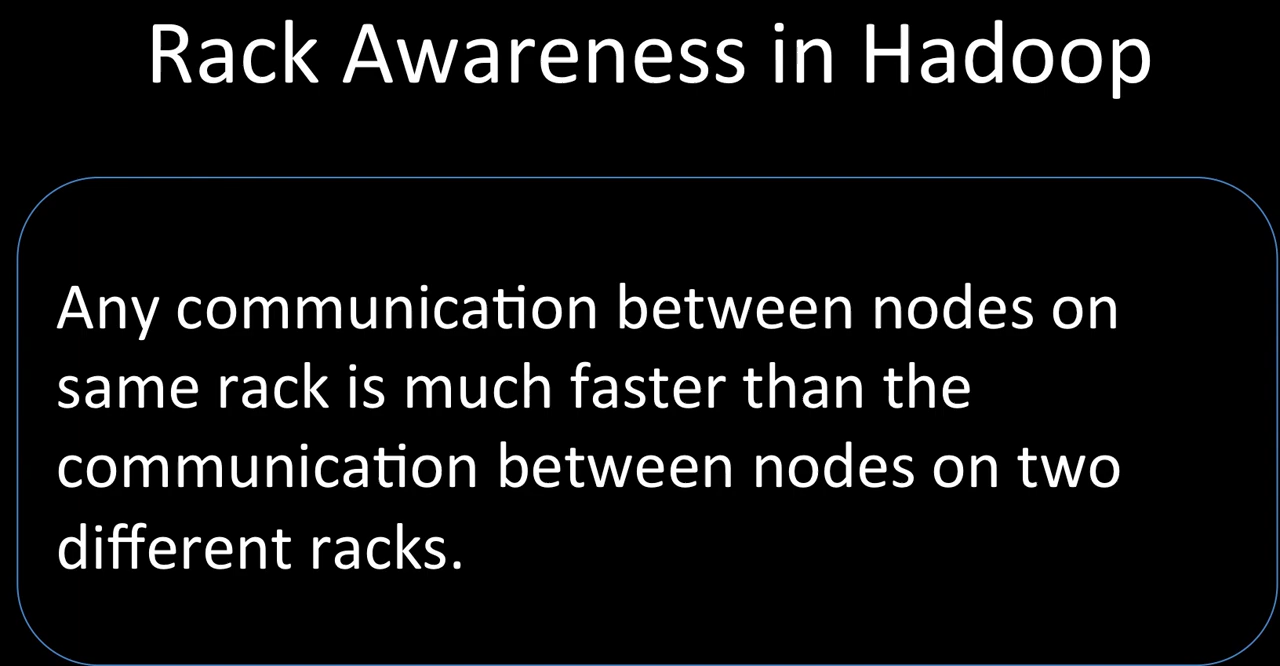 Rack Awareness in Hadoop
Any communication between nodes on
same rack is much faster than the
communication between nodes on two
different racks.